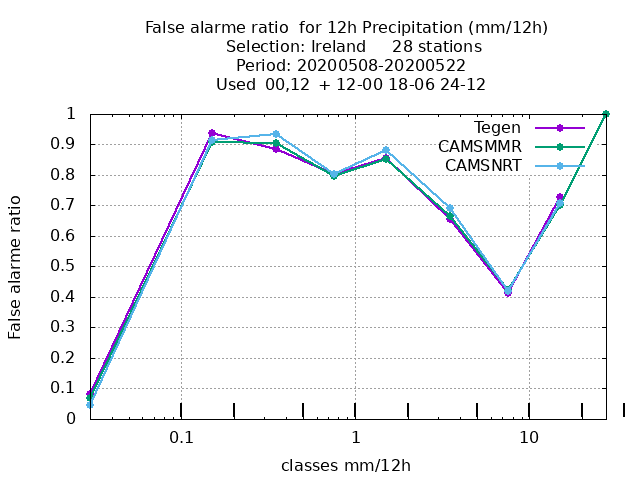 False alarme ratio  for 12h Precipitation (mm/12h)
Selection: Ireland     28 stations
Period: 20200508-20200522
Used  00,12  + 12-00 18-06 24-12
Tegen
CAMSMMR
CAMSNRT
1
0.9
0.8
0.7
0.6
0.5
0.4
0.3
0.2
0.1
0
False alarme ratio
0.1 1 10
classes mm/12h